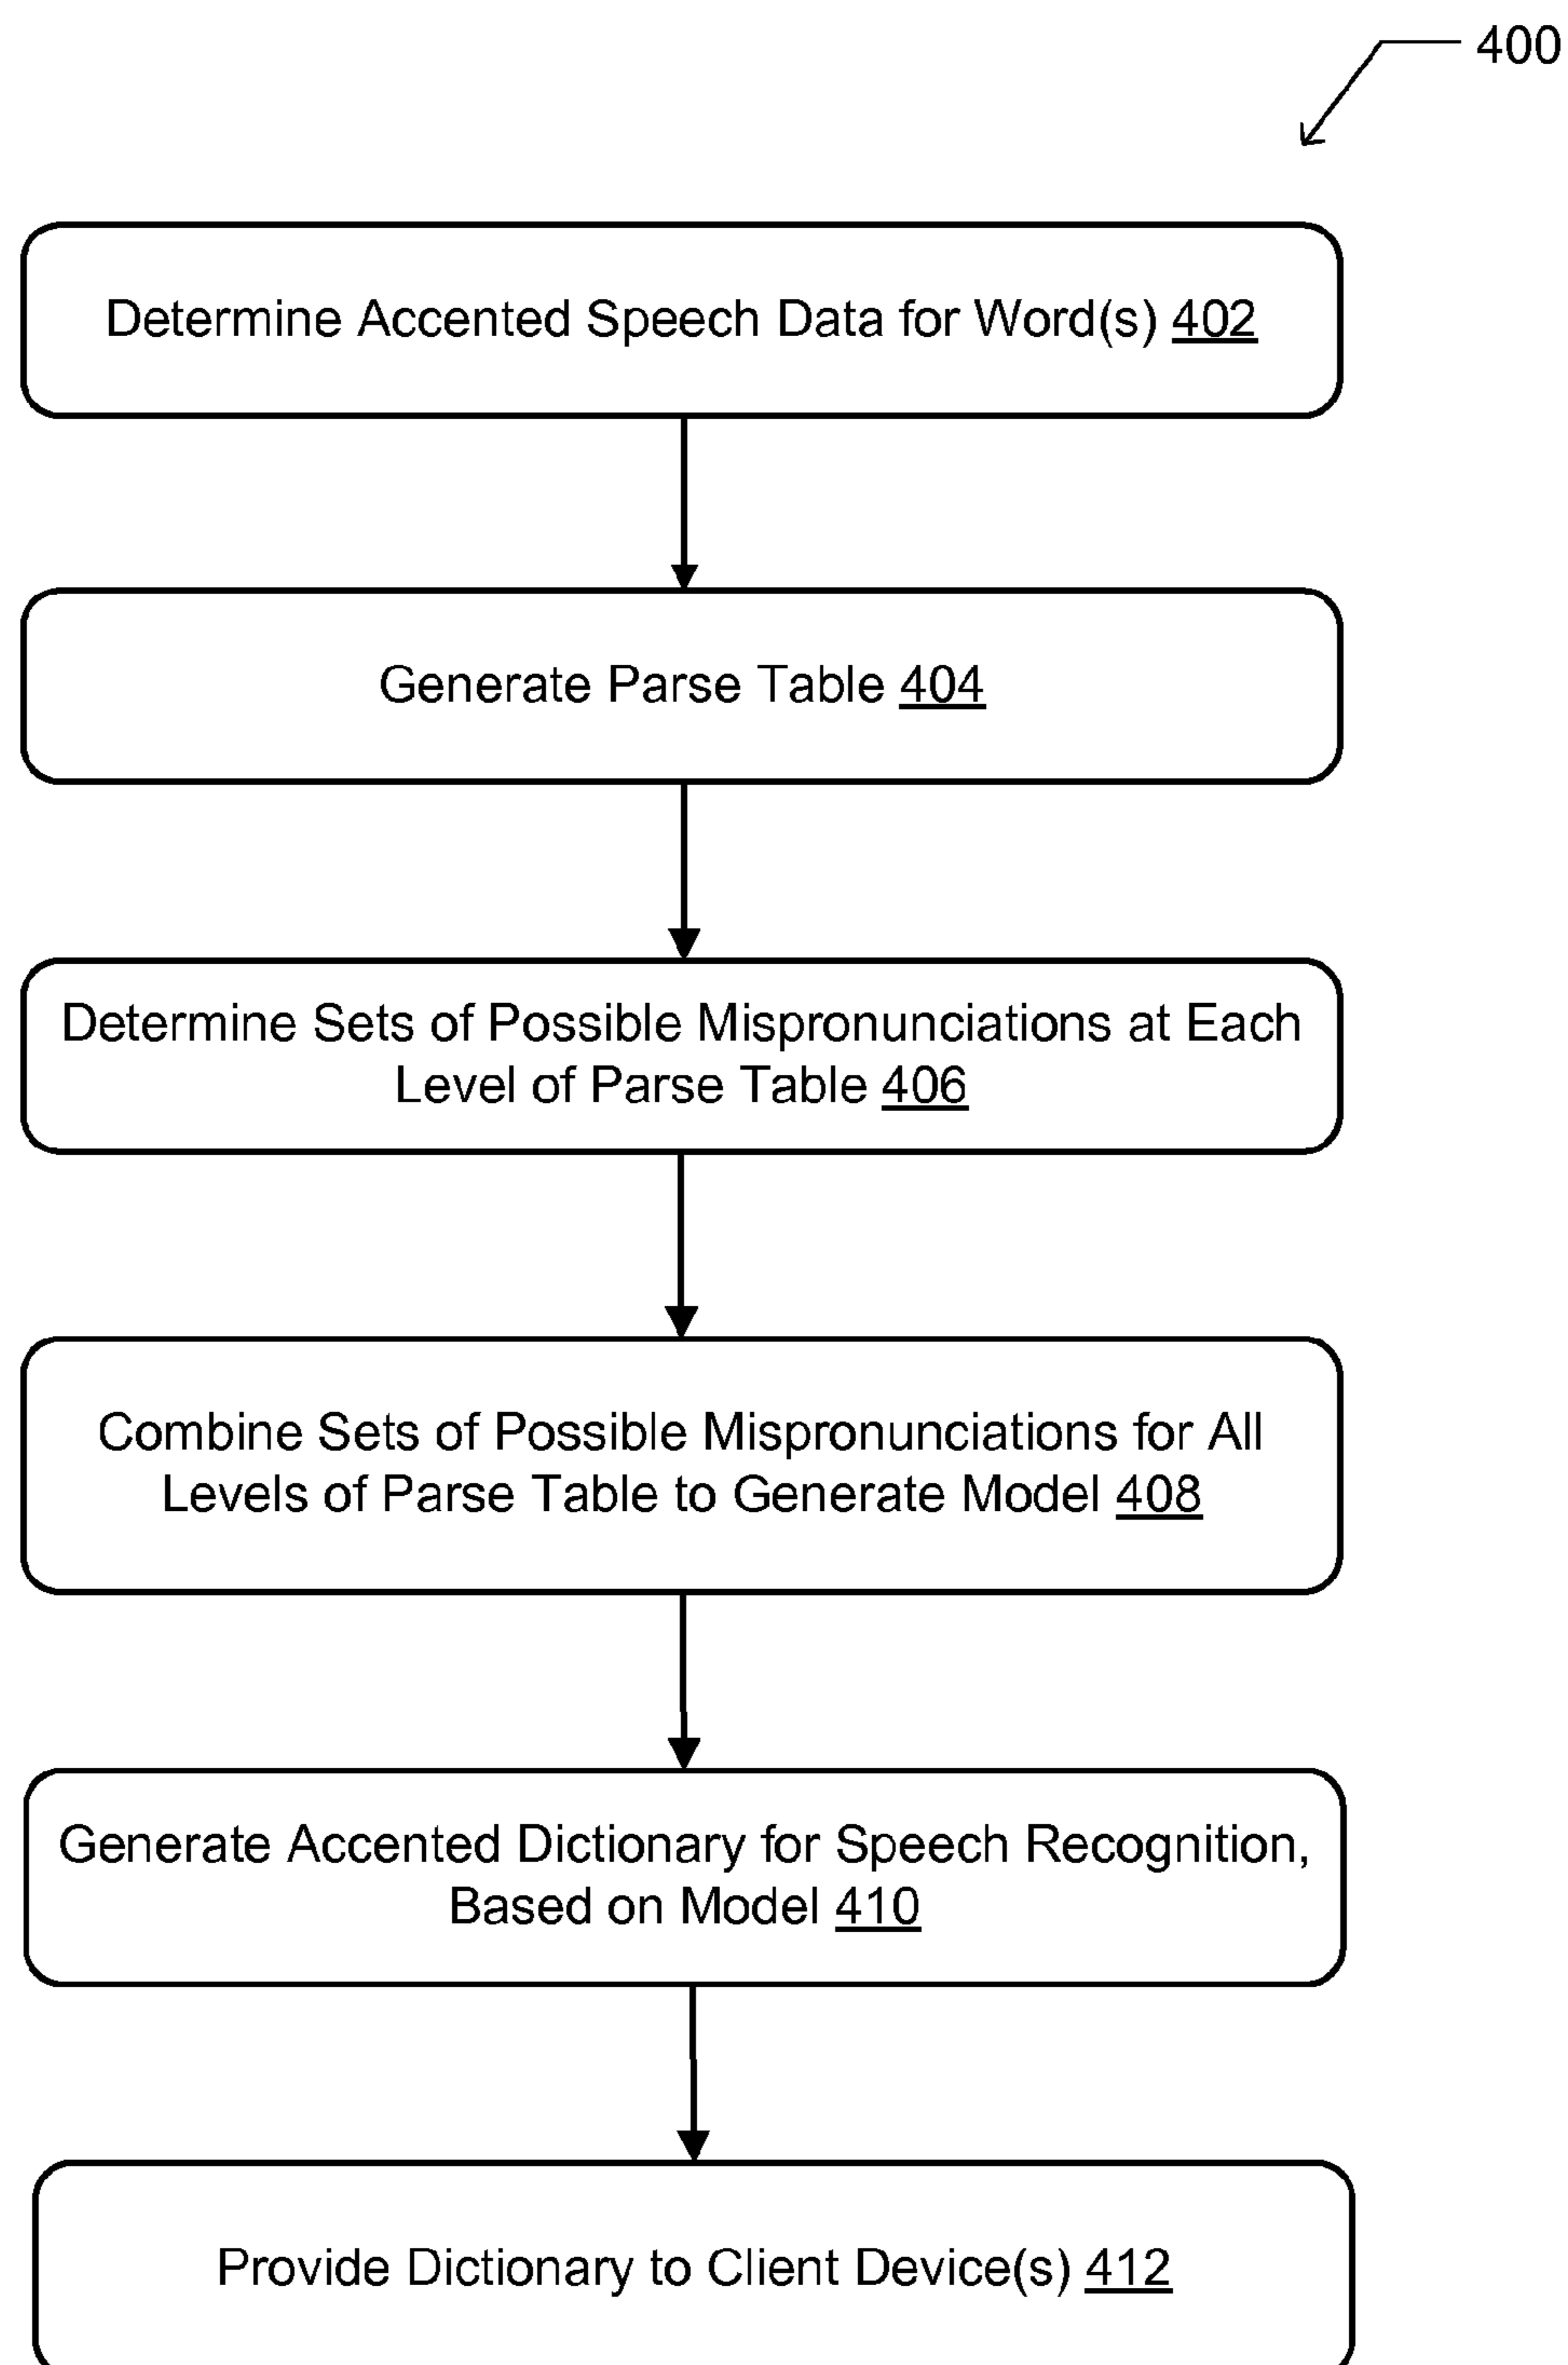 400
Determine Accented Speech Data for Word(s) 402
Generate Parse Table 404
Determine Sets of Possible Mispronunciations at Each
Level of Parse Table 406
Combine Sets of Possible Mispronunciations for All
Levels of Parse Table to Generate Model 408
Generate Accented Dictionary for Speech Recognition,
Based on Model 410
Provide Dictionary to Client Device(s) 412